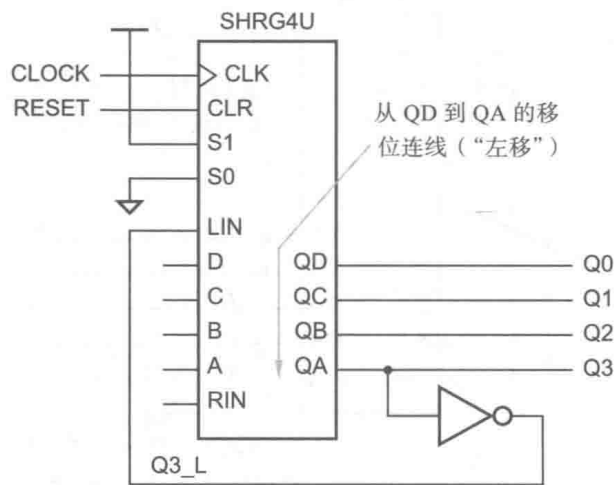 SHRG4U
CLOCK
CLK
RESET
CLR
S1
S0
LIN
D
QD
Q0
C
QC
Q1
B
QB
Q2
A
QA
Q3
RIN
Q3_L
从 QD 到 QA 的移
位连线（“左移”）